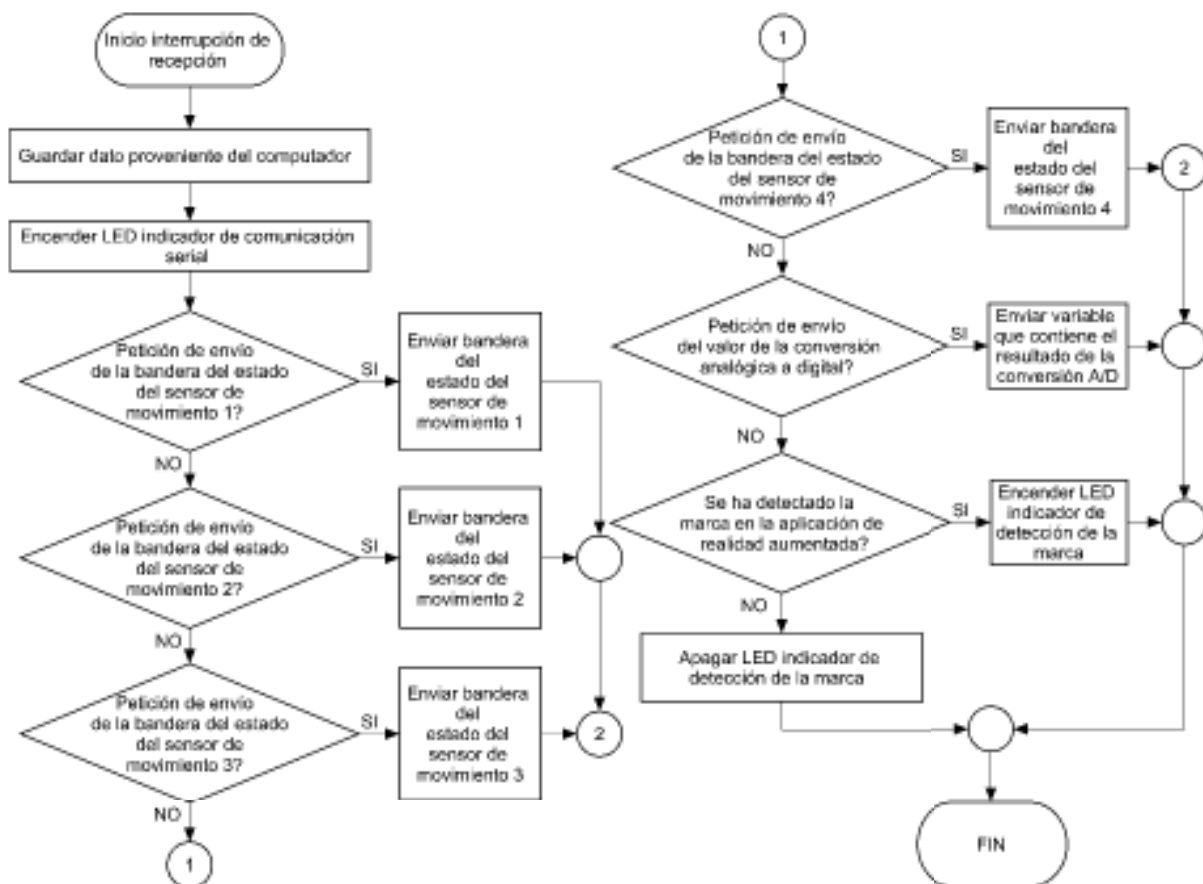 Inicio interrupción de
recepción
Guardar dato proveniente del computador
Encender LED indicador de comunicación
serial
Petición de envío
de la bandera del estado
del sensor de
movimiento 1?
SI
Enviar bandera
del
estado del
sensor de
movimiento 1
NO
Petición de envío
de la bandera del estado
del sensor de
movimiento 2?
SI
Enviar bandera
del
estado del
sensor de
movimiento 2
NO
Petición de envío
de la bandera del estado
del sensor de
movimiento 3?
SI
Enviar bandera
del
estado del
sensor de
movimiento 3
2
NO
1
1
Petición de envío
de la bandera del estado
del sensor de
movimiento 4?
SI
Enviar bandera
del
estado del
sensor de
movimiento 4
2
NO
Petición de envío
del valor de la conversión
analógica a digital?
SI
Enviar variable
que contiene el
resultado de la
conversión A/D
NO
Se ha detectado la
marca en la aplicación de
realidad aumentada?
SI
Encender LED
indicador de
detección de la
marca
NO
Apagar LED indicador de
detección de la marca
FIN